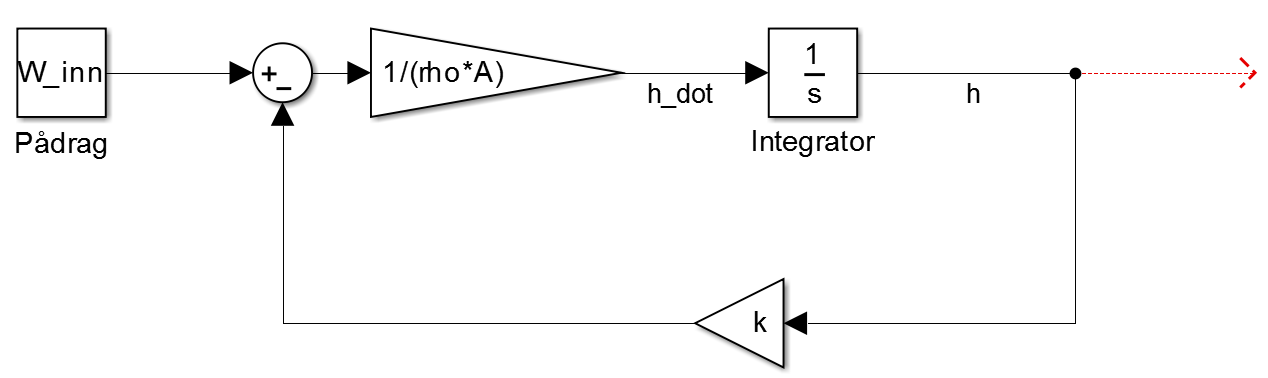 W_inn
Pådrag
+
−
1/(rho*A)
h_dot
1
s
Integrator
h
k